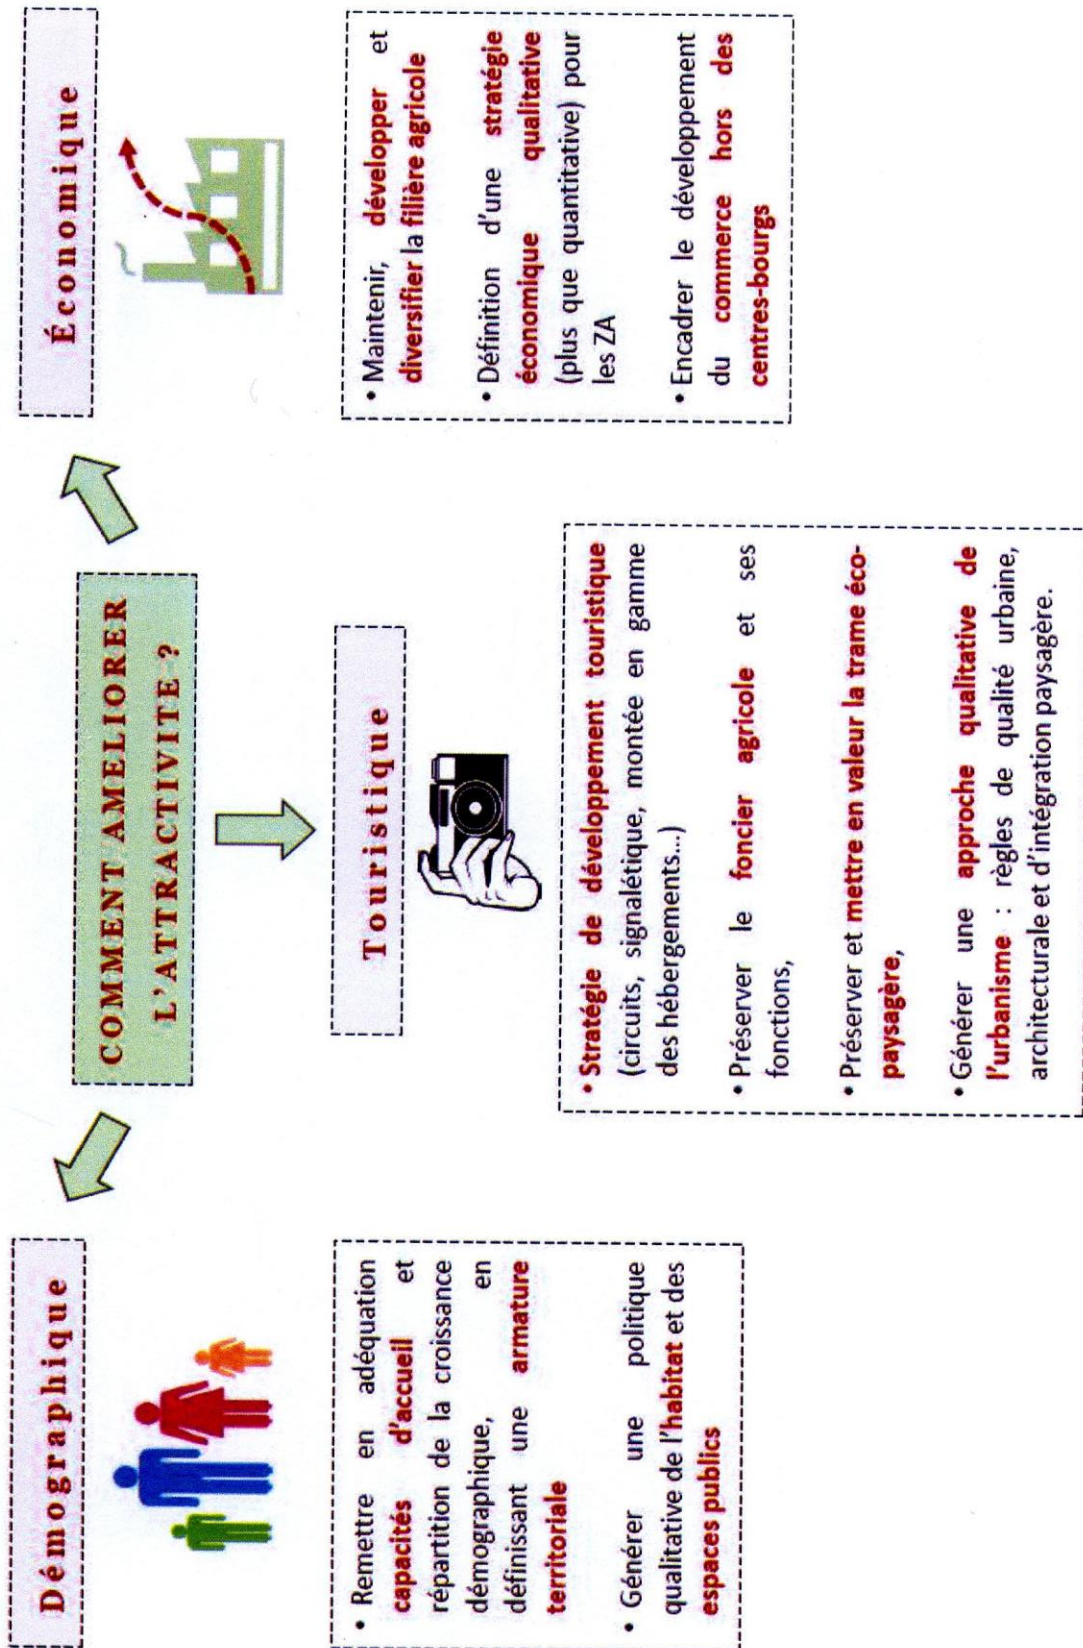 COMMENT AMELIORER
L'ATTRACTIVITE ?
Démographique
• Remettre en adéquation
capacités d'accueil et
répartition de la croissance
démographique, en
définissant une armature
territoriale
• Générer une politique
qualitative de l'habitat et des
espaces publics
Touristique
• Stratégie de développement touristique
(circuits, signalétique, montée en gamme
des hébergements...)
• Préserver le foncier agricole et ses
fonctions,
• Préserver et mettre en valeur la trame éco-
paysagère,
• Générer une approche qualitative de
l'urbanisme : règles de qualité urbaine,
architecturale et d'intégration paysagère.
Économique
• Maintenir, développer et
diversifier la filière agricole
• Définition d'une stratégie
économique qualitative
(plus que quantitative) pour
les ZA
• Encadrer le développement
du commerce hors des
centres-bourgs